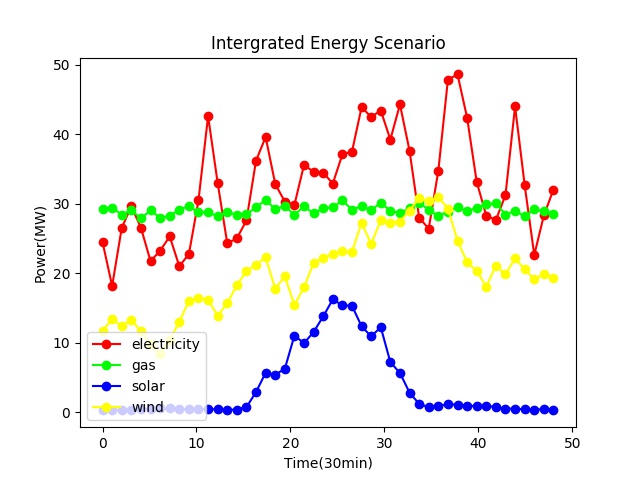 Intergrated Energy Scenario
Power(MW)
50
40
30
20
10
0
electricity
gas
solar
wind
0 10 20 30 40 50
Time(30min)